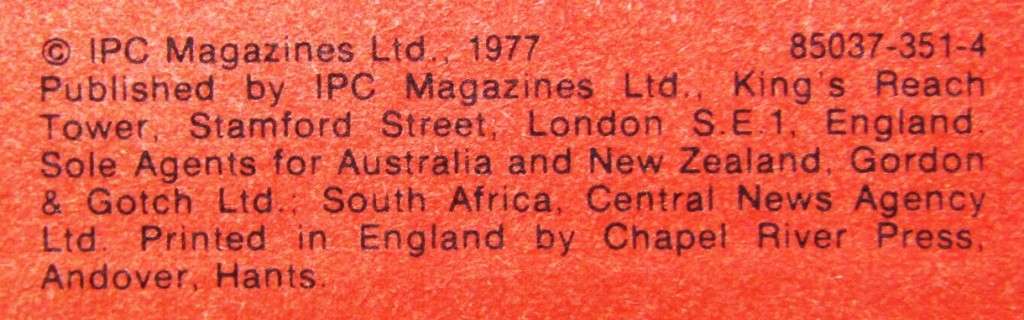 © IPC Magazines Ltd., 1977 85037-351-4
Published by IPC Magazines Ltd., King's Reach
Tower, Stamford Street, London S.E.1, England.
Sole Agents for Australia and New Zealand, Gordon
& Gotch Ltd.; South Africa, Central News Agency
Ltd. Printed in England by Chapel River Press,
Andover, Hants.